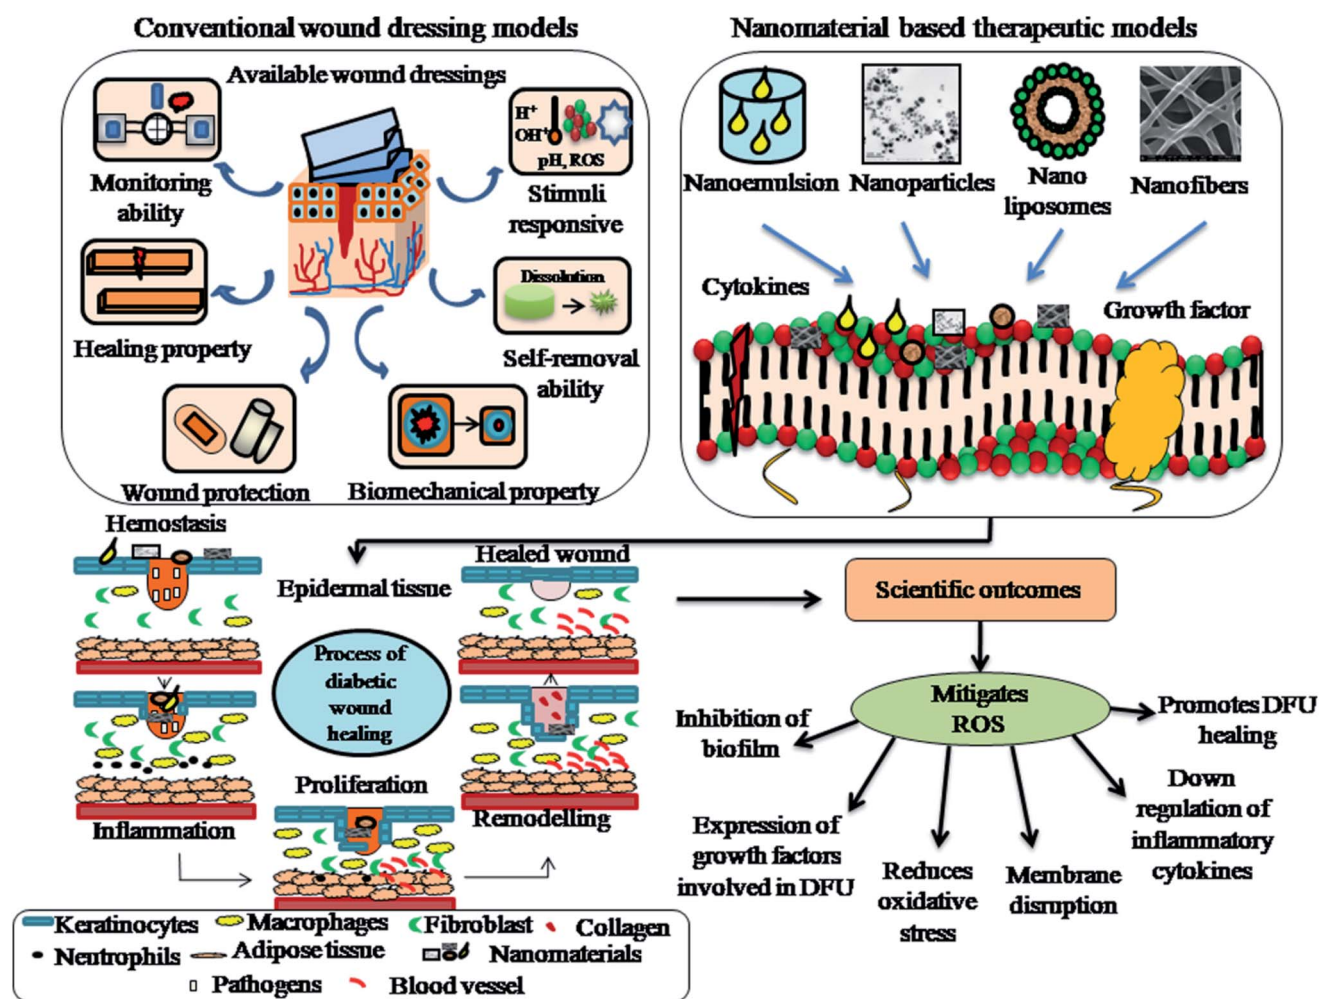 Conventional wound dressing models
Available wound dressings
Monitoring
ability
H+
OH+
pH, ROS
Stimuli
responsive
Healing property
Dissolution
Self-removal
ability
Wound protection
Biomechanical property
Nanomaterial based therapeutic models
Nanoemulsion
Nanoparticles
Nano
liposomes
Nanofibers
Cytokines
Growth factor
Hemostasis
Epidermal tissue
Healed wound
Process of
diabetic
wound
healing
Inflammation
Proliferation
Remodelling
Scientific outcomes
Mitigates
ROS
Inhibition of
biofilm
Expression of
growth factors
involved in DFU
Reduces
oxidative
stress
Membrane
disruption
Down
regulation of
inflammatory
cytokines
Promotes DFU
healing
Keratinocytes
Macrophages
Fibroblast
Collagen
Neutrophils
Adipose tissue
Nanomaterials
Pathogens
Blood vessel